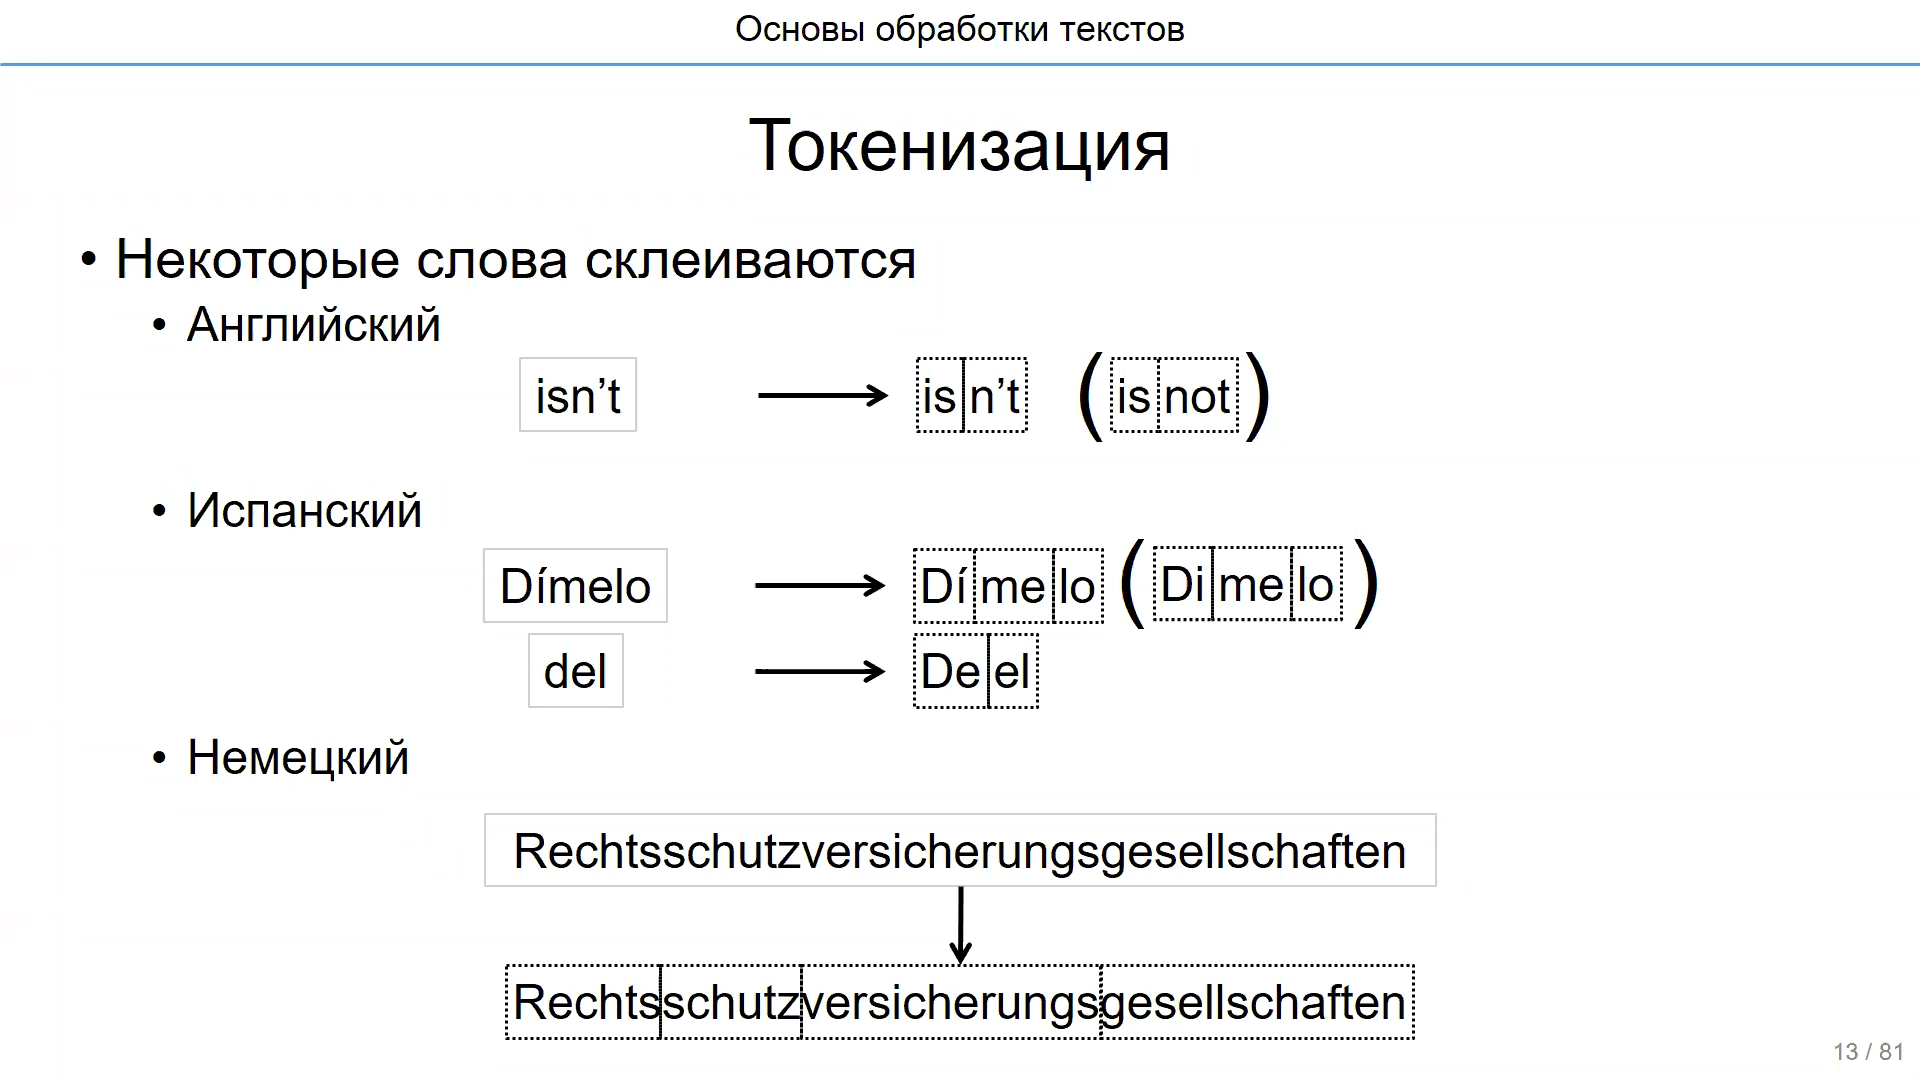 Основы обработки текстов
Токенизация
• Некоторые слова склеиваются
• Английский
isn’t is n’t ( is not )
• Испанский
Dímelo Dí me lo ( Di me lo )
del De el
• Немецкий
Rechtsschutzversicherungsgesellschaften
Rechts schutz versicherungs gesellschaften
13 / 81